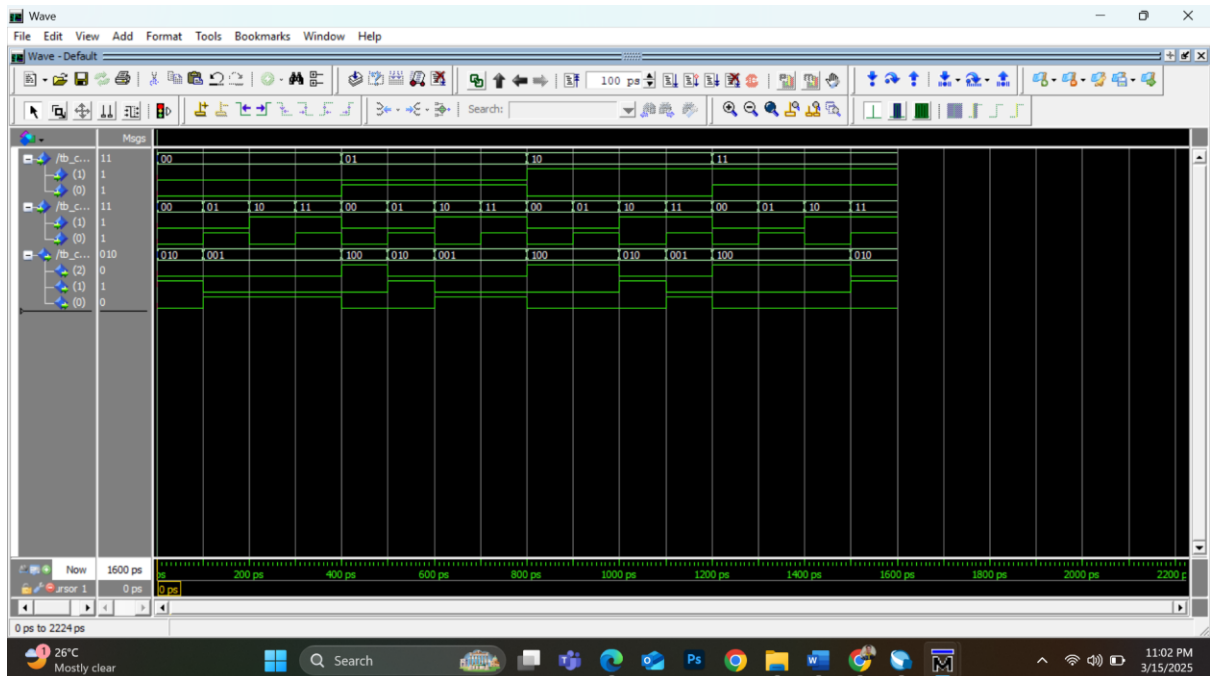 Wave
File Edit View Add Format Tools Bookmarks Window Help
Wave - Default
100 ps
Search:
Msgs
/tb_c... 11 00 01 10 11
(1) 1
(0) 1
/tb_c... 11 00 01 10 11 00 01 10 11 00 01 10 11 00 01 10 11
(1) 1
(0) 1
/tb_c... 010 010 001 100 010 001 100 010 001 100 010
(2) 0
(1) 1
(0) 0
Now 1600 ps ps 200 ps 400 ps 600 ps 800 ps 1000 ps 1200 ps 1400 ps 1600 ps 1800 ps 2000 ps 2200 p
ursor 1 0 ps 0 ps
0 ps to 2224 ps
1 26°C Search Ps W M 11:02 PM
Mostly clear 3/15/2025